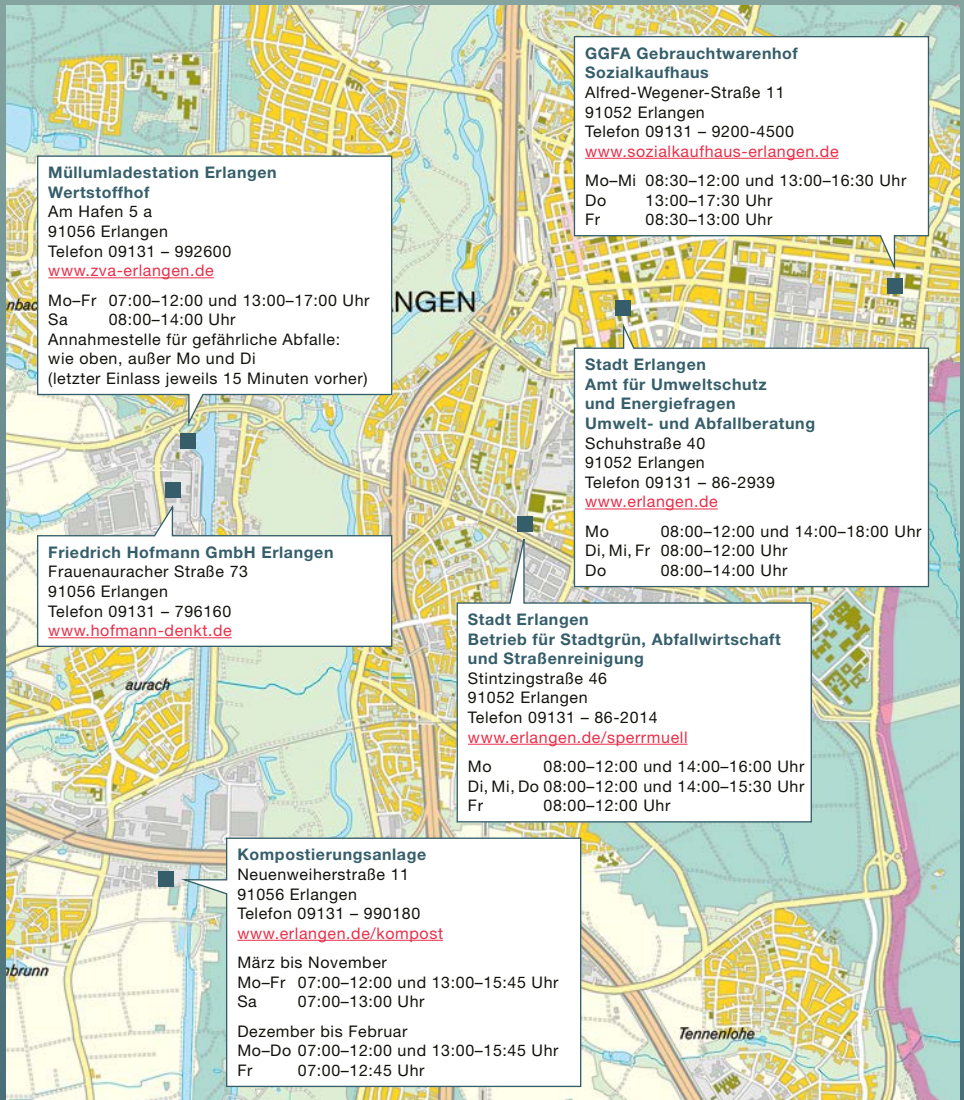 GGFA Gebrauchtwarenhof
Sozialkaufhaus
Alfred-Wegener-Straße 11
91052 Erlangen
Telefon 09131 – 9200-4500
www.sozialkaufhaus-erlangen.de
Mo–Mi 08:30–12:00 und 13:00–16:30 Uhr
Do 13:00–17:30 Uhr
Fr 08:30–13:00 Uhr
Müllumladestation Erlangen
Wertstoffhof
Am Hafen 5 a
91056 Erlangen
Telefon 09131 – 992600
www.zva-erlangen.de
Mo–Fr 07:00–12:00 und 13:00–17:00 Uhr
Sa 08:00–14:00 Uhr
Annahmestelle für gefährliche Abfalle:
wie oben, außer Mo und Di
(letzter Einlass jeweils 15 Minuten vorher)
NGEN
Stadt Erlangen
Amt für Umweltschutz
und Energiefragen
Umwelt- und Abfallberatung
Schuhstraße 40
91052 Erlangen
Telefon 09131 – 86-2939
www.erlangen.de
Mo 08:00–12:00 und 14:00–18:00 Uhr
Di, Mi, Fr 08:00–12:00 Uhr
Do 08:00–14:00 Uhr
Friedrich Hofmann GmbH Erlangen
Frauenauracher Straße 73
91056 Erlangen
Telefon 09131 – 796160
www.hofmann-denkt.de
Stadt Erlangen
Betrieb für Stadtgrün, Abfallwirtschaft
und Straßenreinigung
Stintzingstraße 46
91052 Erlangen
Telefon 09131 – 86-2014
www.erlangen.de/sperrmuell
Mo 08:00–12:00 und 14:00–16:00 Uhr
Di, Mi, Do 08:00–12:00 und 14:00–15:30 Uhr
Fr 08:00–12:00 Uhr
aurach
Kompostierungsanlage
Neuenweiherstraße 11
91056 Erlangen
Telefon 09131 – 990180
www.erlangen.de/kompost
März bis November
Mo–Fr 07:00–12:00 und 13:00–15:45 Uhr
Sa 07:00–13:00 Uhr
Dezember bis Februar
Mo–Do 07:00–12:00 und 13:00–15:45 Uhr
Fr 07:00–12:45 Uhr
nbrunn
Tennenlohe